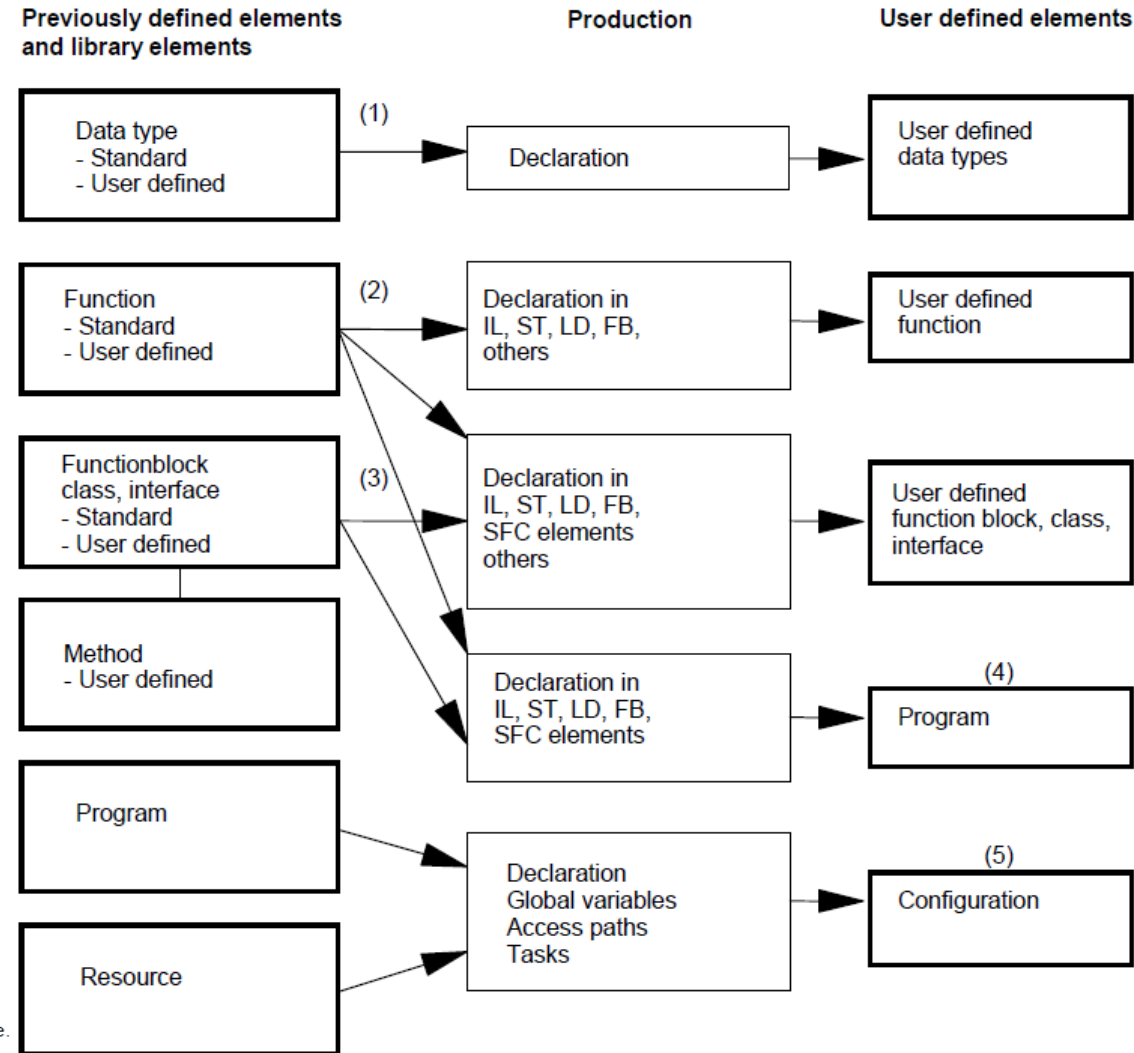 Previously defined elements
and library elements
Production
User defined elements
Data type
- Standard
- User defined
(1)
Declaration
User defined
data types
Function
- Standard
- User defined
(2)
Declaration in
IL, ST, LD, FB,
others
User defined
function
Functionblock
class, interface
- Standard
- User defined
(3)
Declaration in
IL, ST, LD, FB,
SFC elements
others
User defined
function block, class,
interface
Method
- User defined
Declaration in
IL, ST, LD, FB,
SFC elements
(4)
Program
Program
Declaration
Global variables
Access paths
Tasks
(5)
Configuration
Resource
e.